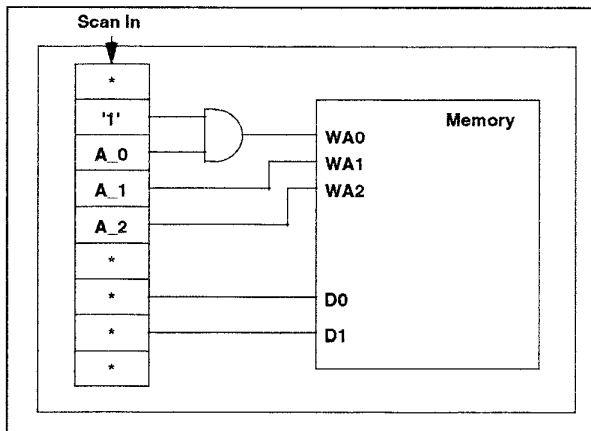 Scan In
*
'1'
A_0
A_1
A_2
*
*
*
*
Memory
WA0
WA1
WA2
D0
D1